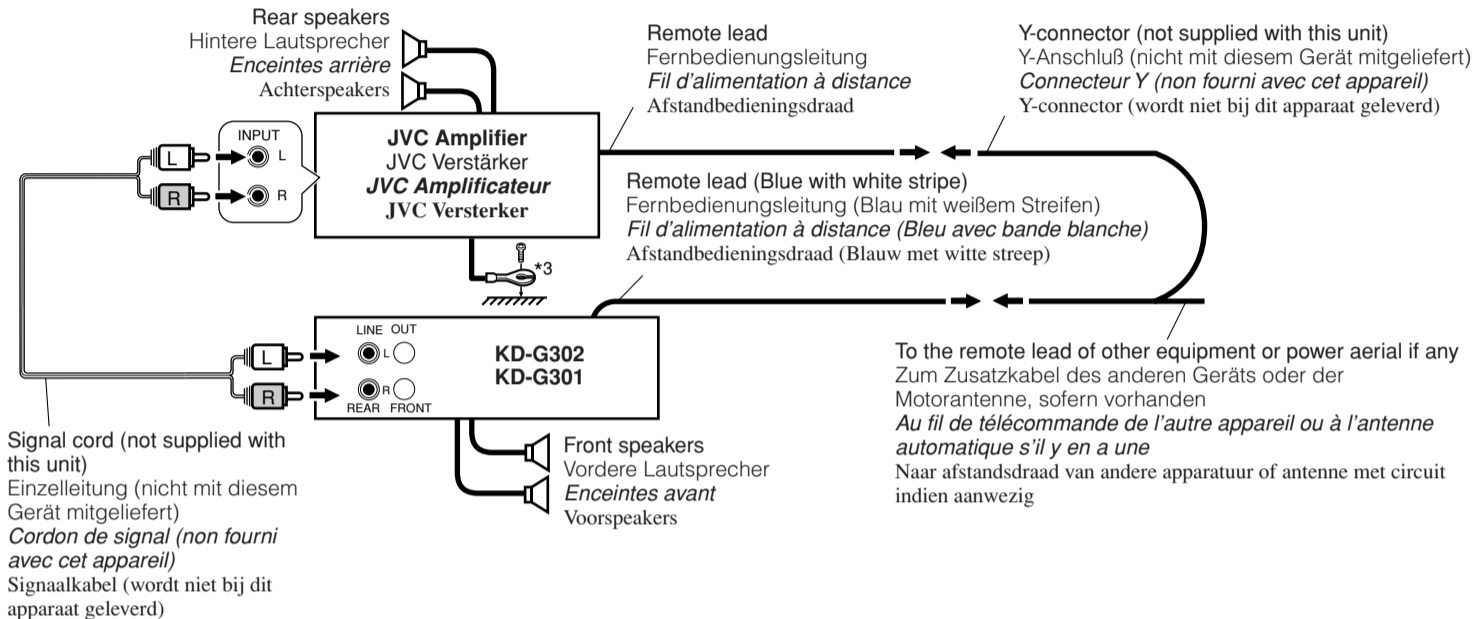 Rear speakers
Hintere Lautsprecher
Enceintes arrière
Achterspeakers
Remote lead
Fernbedienungsleitung
Fil d'alimentation à distance
Afstandbedieningsdraad
Y-connector (not supplied with this unit)
Y-Anschluß (nicht mit diesem Gerät mitgeliefert)
Connecteur Y (non fourni avec cet appareil)
Y-connector (wordt niet bij dit apparaat geleverd)
INPUT
L
L
R
R
JVC Amplifier
JVC Verstärker
JVC Amplificateur
JVC Versterker
Remote lead (Blue with white stripe)
Fernbedienungsleitung (Blau mit weißem Streifen)
Fil d'alimentation à distance (Bleu avec bande blanche)
Afstandbedieningsdraad (Blauw met witte streep)
*3
LINE OUT
L
L
R
R
REAR FRONT
KD-G302
KD-G301
To the remote lead of other equipment or power aerial if any
Zum Zusatzkabel des anderen Geräts oder der
Motorantenne, sofern vorhanden
Au fil de télécommande de l'autre appareil ou à l'antenne
automatique s'il y en a une
Naar afstandsdraad van andere apparatuur of antenne met circuit
indien aanwezig
Signal cord (not supplied with
this unit)
Einzelleitung (nicht mit diesem
Gerät mitgeliefert)
Cordon de signal (non fourni
avec cet appareil)
Signaalkabel (wordt niet bij dit
apparaat geleverd)
Front speakers
Vordere Lautsprecher
Enceintes avant
Voorspeakers